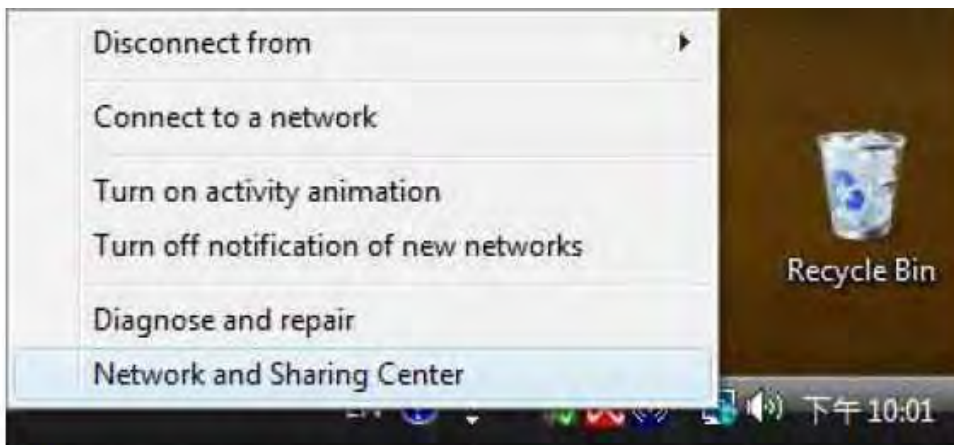 Disconnect from
Connect to a network
Turn on activity animation
Turn off notification of new networks
Recycle Bin
Diagnose and repair
Network and Sharing Center
下午 10:01